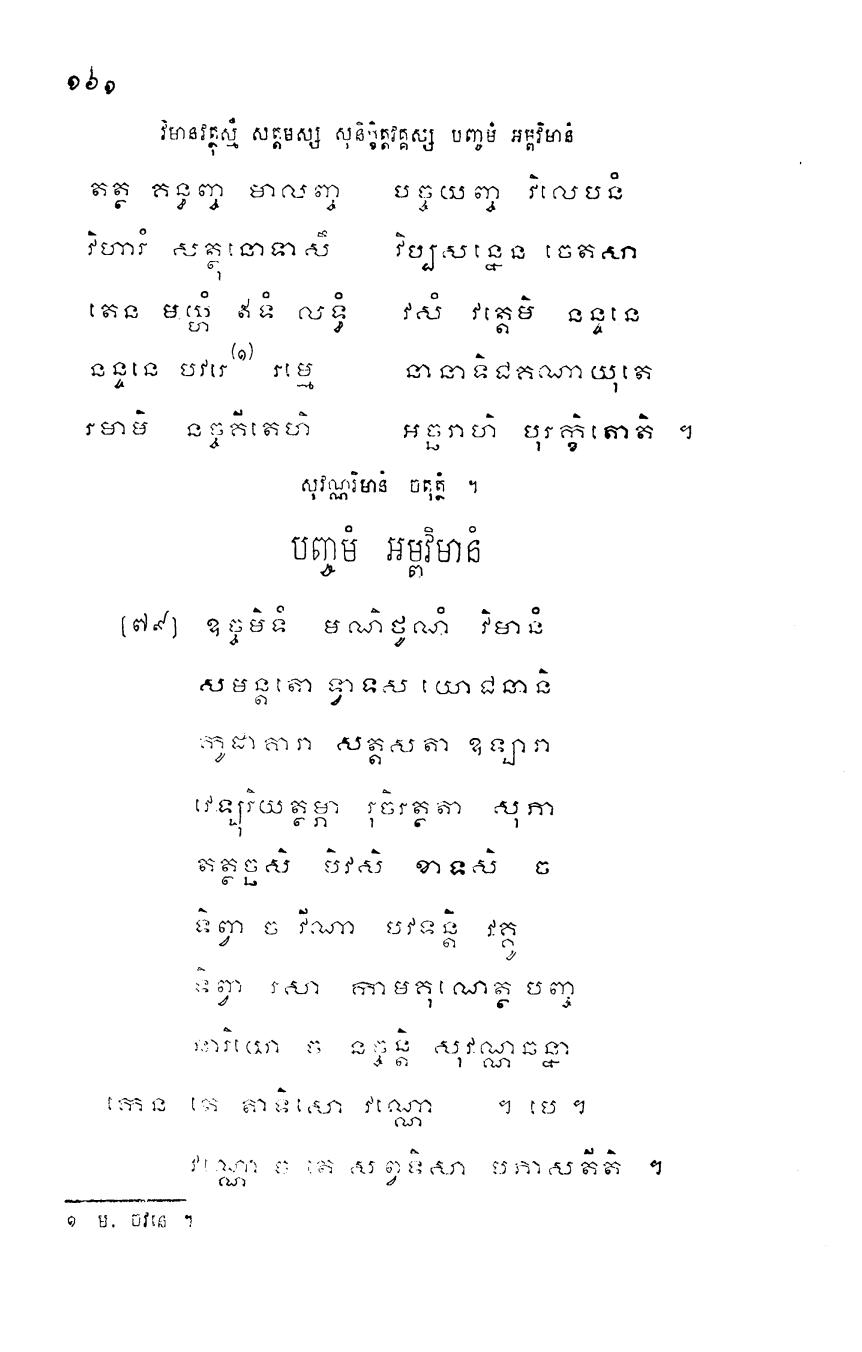 ១៦១
វិមានវត្ថុស្មឹ សត្តមស្ស សុនិក្ខិត្តវគ្គស្ស បញ្ចមំ អម្ពវិមានំ
តត្ថ គន្ធញ្ច មាលញ្ច បច្ចយញ្ច វិលេបនំ
វិហារំ សត្ថុនោទាសឹ វិប្បសន្នេន ចេតសា
តេន មយ្ហំ ឥទំ លទ្ធំ វសំ វត្តេមិ នន្ទនេ
នន្ទនេ បវរេ(១) រម្មេ នានាទិជគណាយុតេ
រមាមិ នច្ចគីតេហិ អច្ឆរាហិ បុរក្ខិតោតិ ។
សុវណ្ណវិមានំ ចតុត្ថំ ។
បញ្ចមំ អម្ពវិមានំ
[៧៩] ឧច្ចមិទំ មណិថូណំ វិមានំ
សមន្តតោ ទ្វាទស យោជនានិ
កូដាគារា សត្តសតា ឧឡារា
វេឡុរិយត្ថម្ភា រុចិរត្ថតា សុភា
តត្ថច្ឆសិ បិវសិ ខាទសិ ច
ទិព្វា ច វីណា បវទន្តិ វគ្គូ
ទិព្វា រសា កាមគុណេត្ថ បញ្ច
នារិយោ ច នច្ចន្តិ សុវណ្ណឆន្នា
កេន តេ តាទិសោ វណ្ណោ ។ បេ ។
វណ្ណោ ច តេ សព្វទិសា បភាសតីតិ ។
១ ម. បវនេ ។